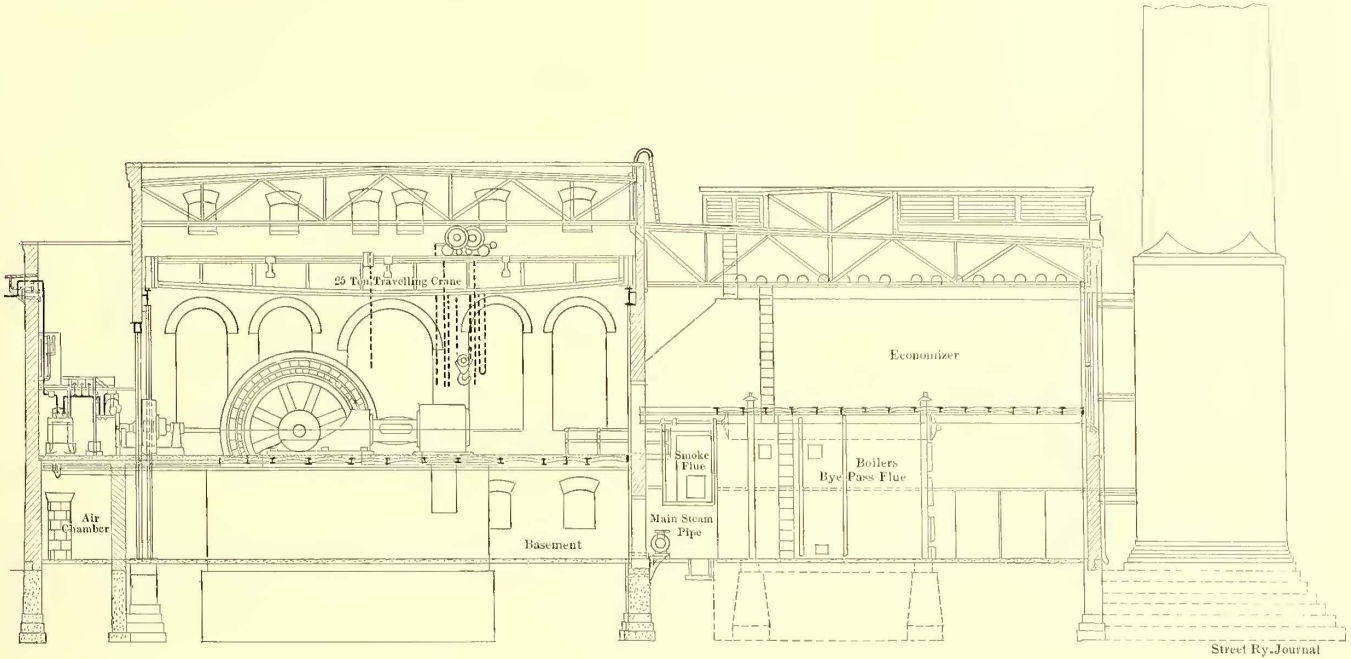 25 Ton Travelling Crane
Economizer
Smoke
Flue
Boilers
Bye Pass Flue
Air
Chamber
Main Steam
Pipe
Basement
Street Ry. Journal